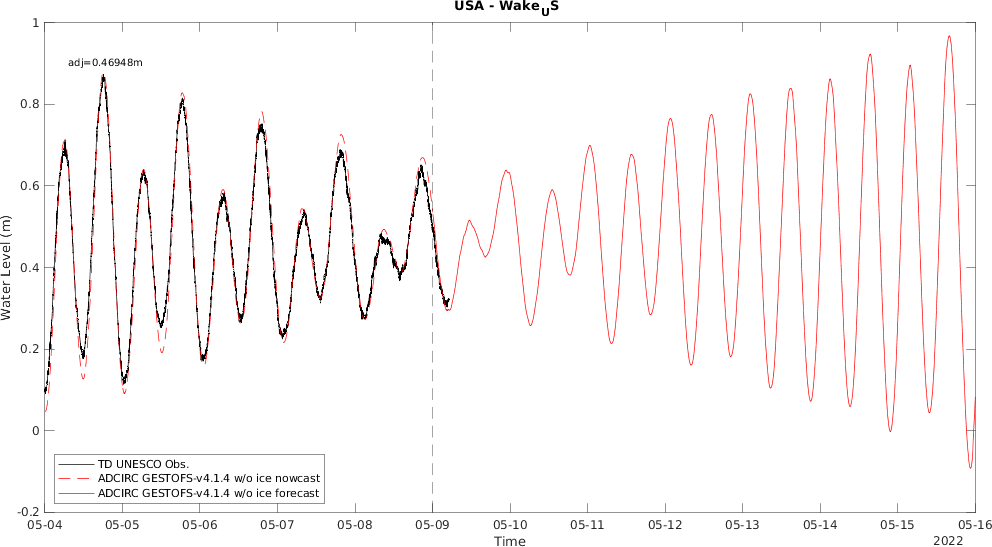 USA - Wake_US
adj=0.46948m
1
0.8
0.6
0.4
0.2
0
-0.2
Water Level (m)
TD UNESCO Obs.
ADCIRC GESTOFS-v4.1.4 w/o ice nowcast
ADCIRC GESTOFS-v4.1.4 w/o ice forecast
05-04 05-05 05-06 05-07 05-08 05-09 05-10 05-11 05-12 05-13 05-14 05-15 05-16
Time
2022